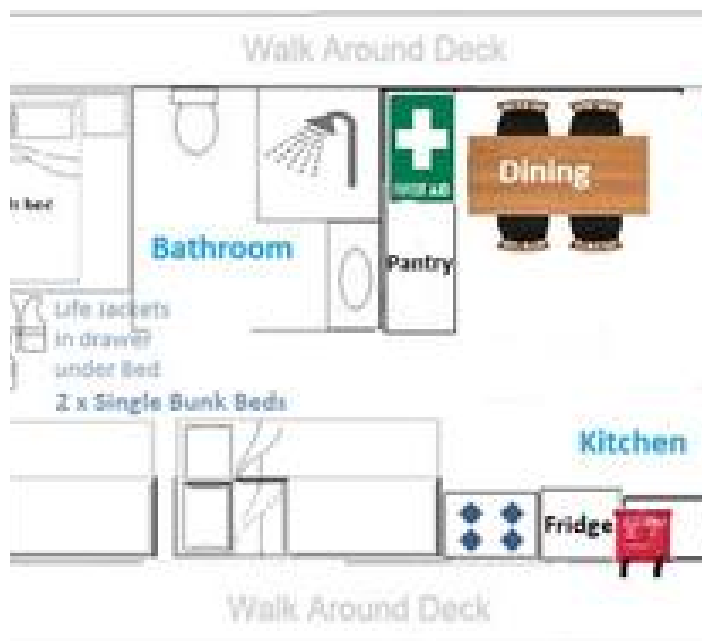 Walk Around Deck
Dining
bed
Bathroom
Pantry
Life Jackets
in drawer
under Bed
2 x Single Bunk Beds
Kitchen
Fridge
Walk Around Deck